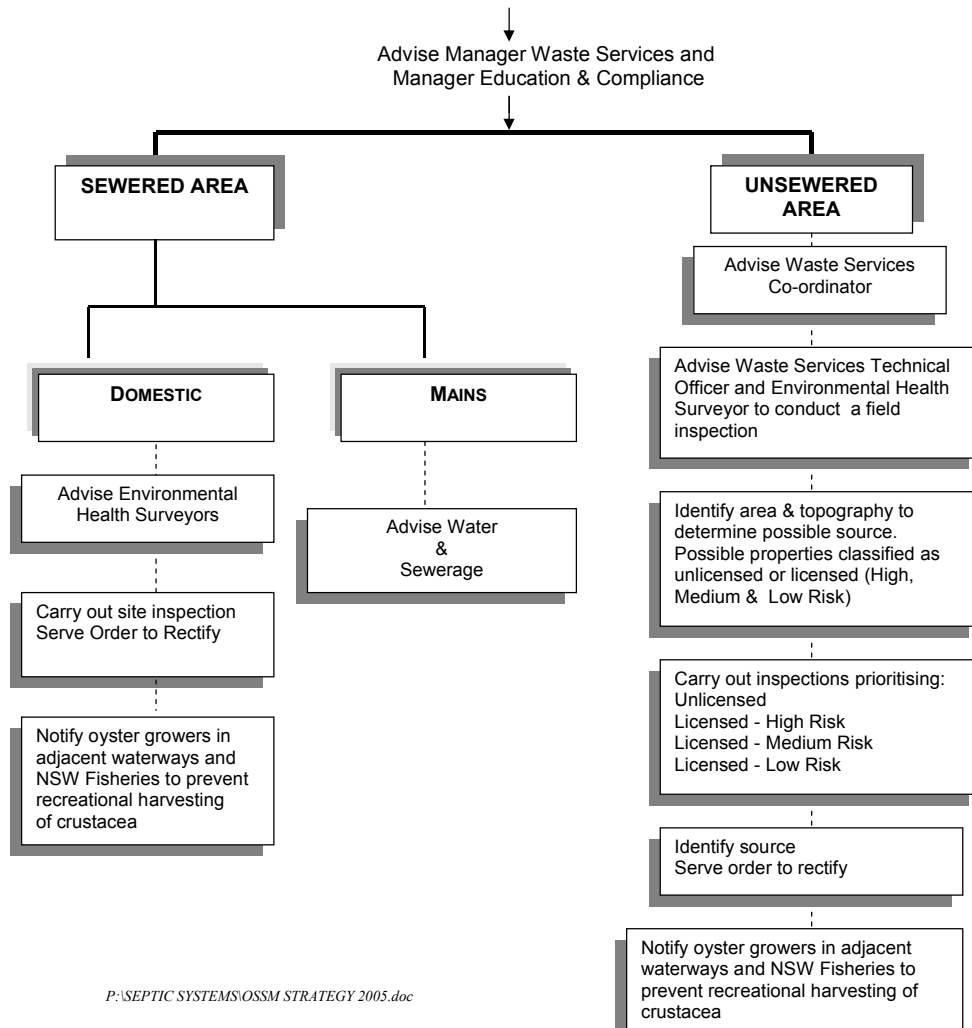 Advise Manager Waste Services and
Manager Education & Compliance
SEWERED AREA
UNSEWERED
AREA
DOMESTIC
MAINS
Advise Environmental
Health Surveyors
Carry out site inspection
Serve Order to Rectify
Notify oyster growers in
adjacent waterways and
NSW Fisheries to prevent
recreational harvesting
of crustacea
Advise Water
&
Sewerage
Advise Waste Services
Co-ordinator
Advise Waste Services Technical
Officer and Environmental Health
Surveyor to conduct a field
inspection
Identify area & topography to
determine possible source.
Possible properties classified as
unlicensed or licensed (High,
Medium & Low Risk)
Carry out inspections prioritising:
Unlicensed
Licensed - High Risk
Licensed - Medium Risk
Licensed - Low Risk
Identify source
Serve order to rectify
Notify oyster growers in adjacent
waterways and NSW Fisheries to
prevent recreational harvesting of
crustacea
P:\SEPTIC SYSTEMS\OSSM STRATEGY 2005.doc